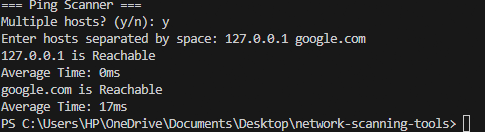 === Ping Scanner ===
Multiple hosts? (y/n): y
Enter hosts separated by space: 127.0.0.1 google.com
127.0.0.1 is Reachable
Average Time: 0ms
google.com is Reachable
Average Time: 17ms
PS C:\Users\HP\OneDrive\Documents\Desktop\network-scanning-tools>